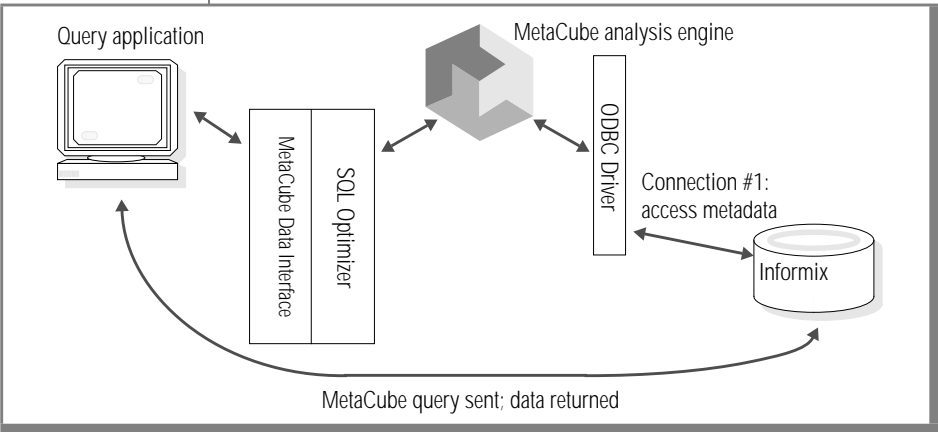 Query application
MetaCube analysis engine
MetaCube Data Interface
SQL Optimizer
ODBC Driver
Connection #1:
access metadata
Informix
MetaCube query sent; data returned